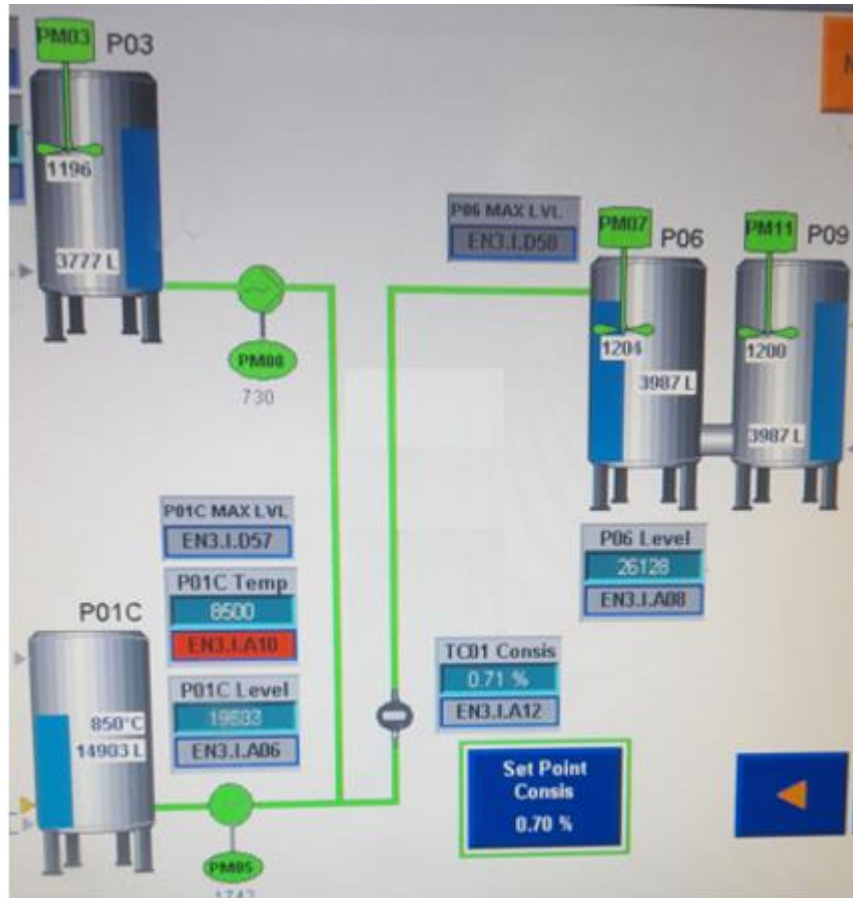 PM03 P03
1196
3777 L
PM08
730
P06 MAX LVL
EN3.I.D58
PM07 P06
PM11 P09
1204
1200
3987 L
3987 L
P01C MAX LVL
EN3.I.D57
P01C Temp
8500
EN3.I.A10
P06 Level
26128
EN3.I.A08
P01C
P01C Level
EN3.I.A06
850°C
14903 L
TC01 Consis
0.71 %
EN3.I.A12
Set Point
Consis
0.70 %
PM05